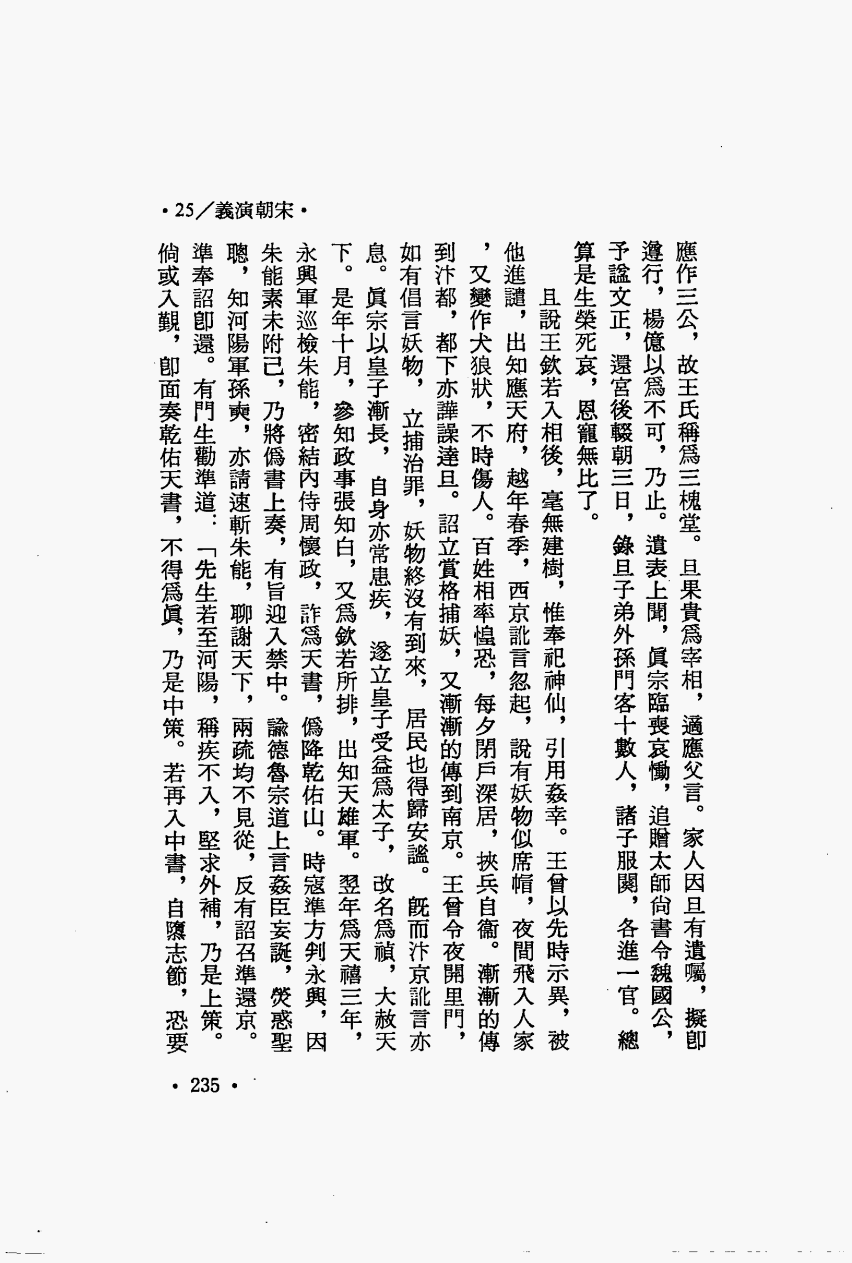 •25／義演朝宋•
應作三公，故王氏稱爲三槐堂。旦果貴爲宰相，適應父言。家人因旦有遺囑，擬卽
遵行，楊億以爲不可，乃止。遺表上聞，眞宗臨喪哀慟，追贈太師尙書令魏國公，
予諡文正，還宮後輟朝三日，錄旦子弟外孫門客十數人，諸子服闋，各進一官。總
算是生榮死哀，恩寵無比了。
且說王欽若入相後，毫無建樹，惟奉祀神仙，引用姦幸。王曾以先時示異，被
他進譴，出知應天府，越年春季，西京訛言忽起，說有妖物似席帽，夜間飛入人家
，又變作犬狼狀，不時傷人。百姓相率惶恐，每夕閉戶深居，挾兵自衞。漸漸的傳
到汴都，都下亦譁譟達旦。詔立賞格捕妖，又漸漸的傳到南京。王曾令夜開里門，
如有倡言妖物，立捕治罪，妖物終沒有到來，居民也得歸安謐。旣而汴京訛言亦
息。眞宗以皇子漸長，自身亦常患疾，遂立皇子受益爲太子，改名爲禎，大赦天
下。是年十月，參知政事張知白，又爲欽若所排，出知天雄軍。翌年爲天禧三年，
永興軍巡檢朱能，密結內侍周懷政，詐爲天書，僞降乾佑山。時寇準方判永興，因
朱能素未附己，乃將僞書上奏，有旨迎入禁中。諭德魯宗道上言姦臣妄誕，熒惑聖
聰，知河陽軍孫奭，亦請速斬朱能，聊謝天下，兩疏均不見從，反有詔召準還京。
準奉詔卽還。有門生勸準道：「先生若至河陽，稱疾不入，堅求外補，乃是上策。
倘或入覲，卽面奏乾佑天書，不得爲眞，乃是中策。若再入中書，自隳志節，恐要
•235•